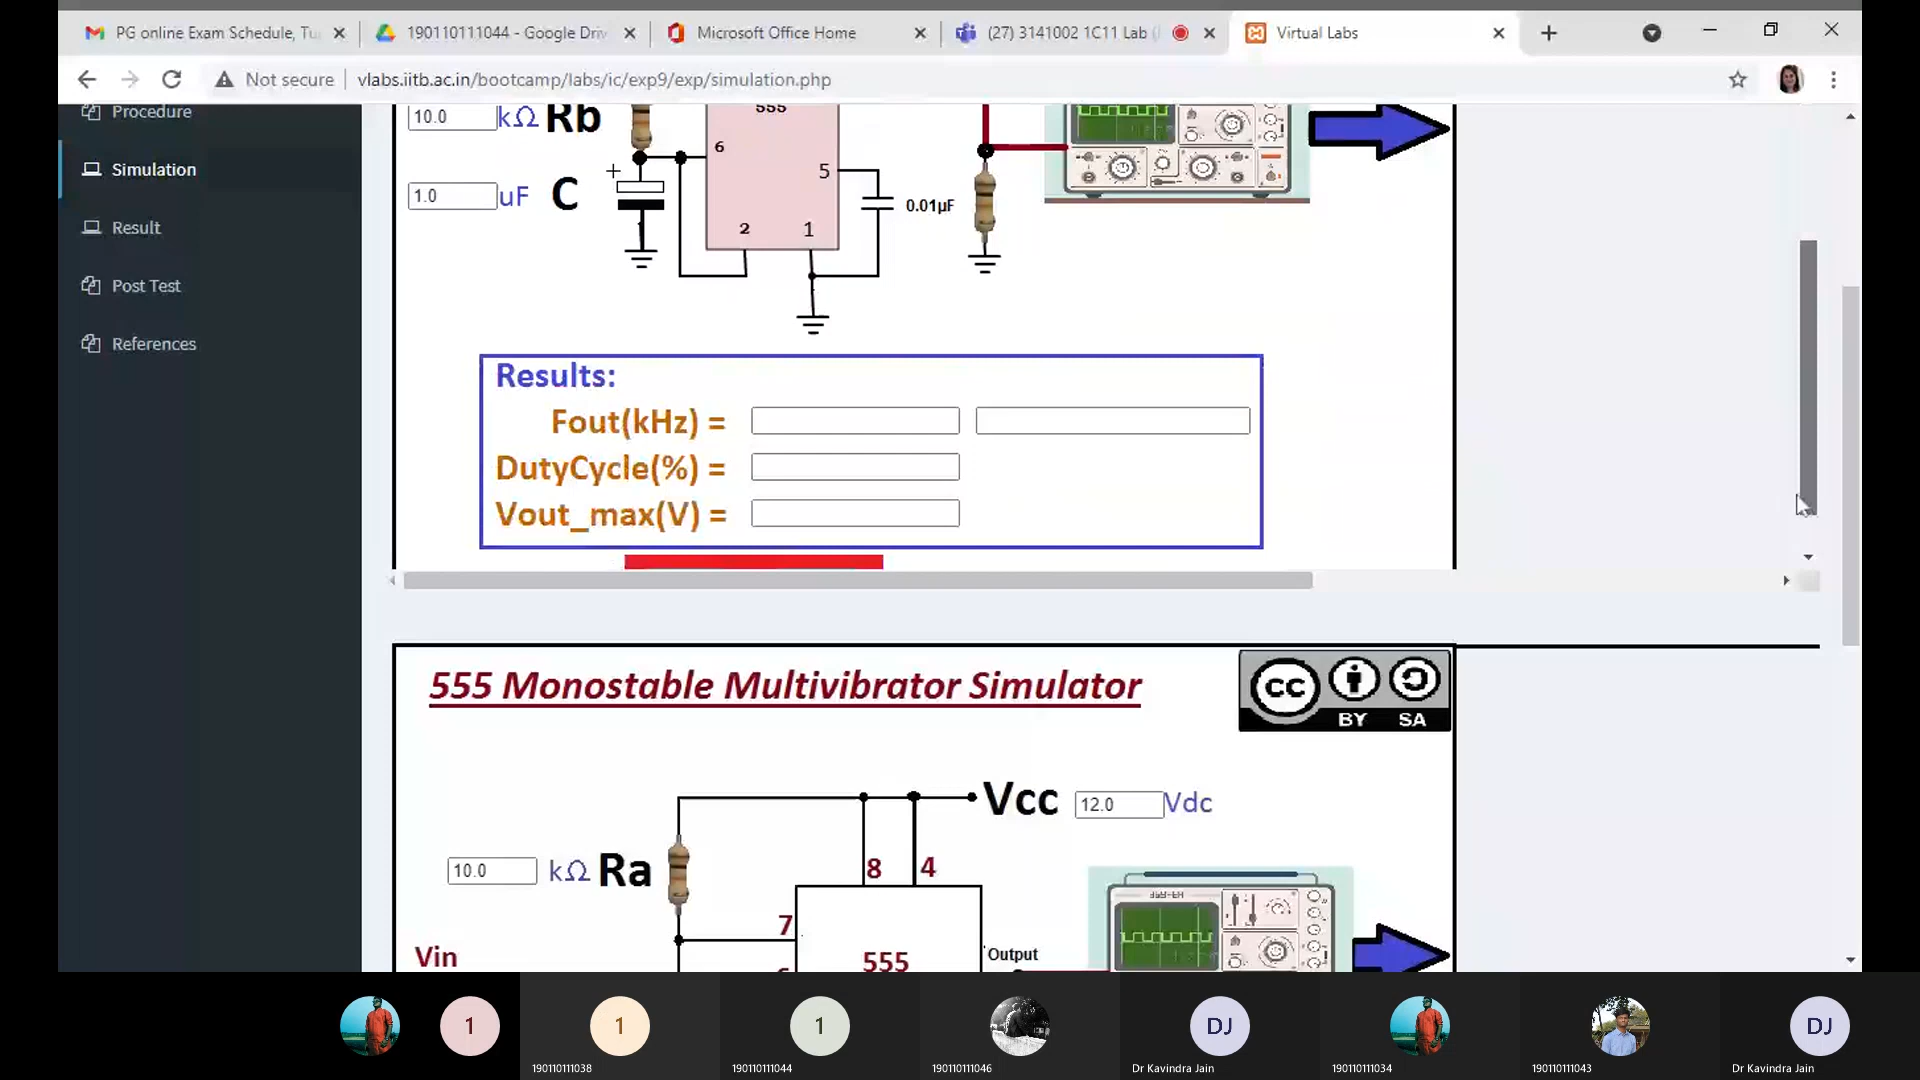 PG online Exam Schedule, Tu
190110111044 - Google Driv
Microsoft Office Home
(27) 3141002 1C11 Lab (
Virtual Labs
Not secure
vlabs.iitb.ac.in/bootcamp/labs/ic/exp9/exp/simulation.php
Procedure
Simulation
Result
Post Test
References
10.0 kΩ Rb
555
6
+
5
1.0 uF C
0.01µF
2 1
Results:
Fout(kHz) =
DutyCycle(%) =
Vout_max(V) =
555 Monostable Multivibrator Simulator
cc
BY SA
Vcc 12.0 Vdc
10.0 kΩ Ra
8 4
7
Vin
555
Output
1
1
1
DJ
DJ
190110111038
190110111044
190110111046
Dr Kavindra Jain
190110111034
190110111043
Dr Kavindra Jain